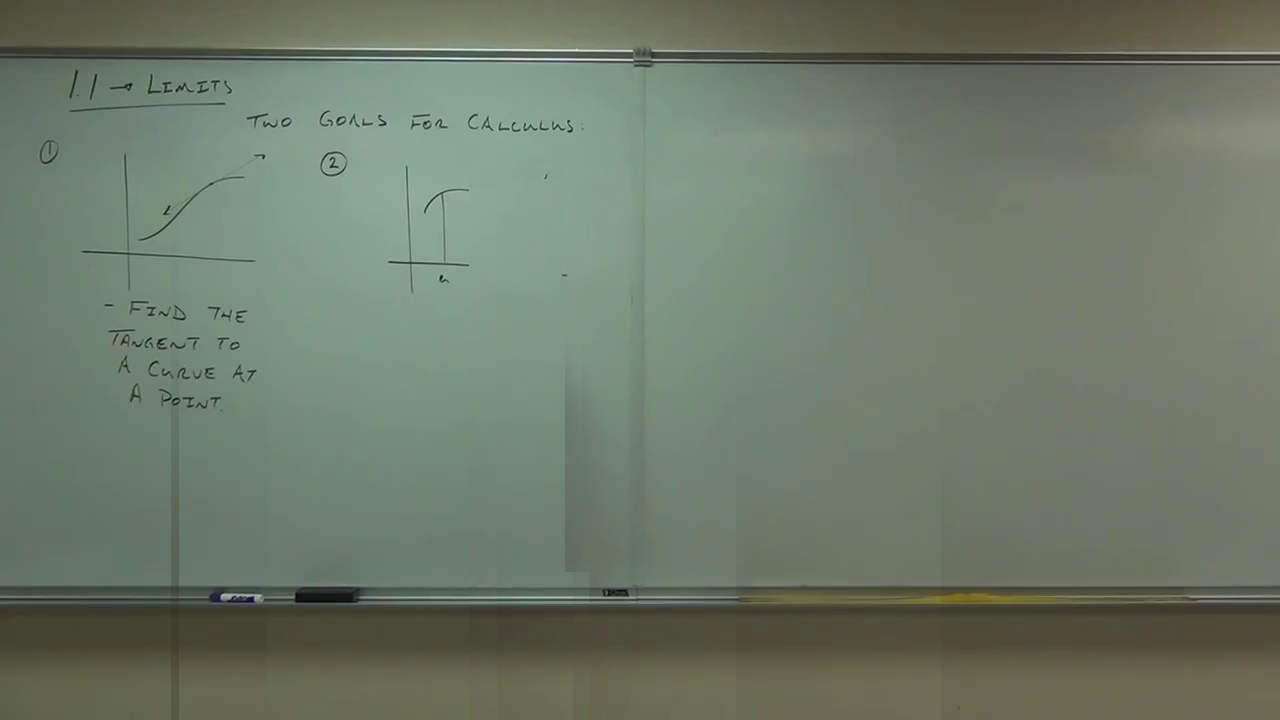 1.1 → LIMITS
TWO GOALS FOR CALCULUS:
①
②
- FIND THE
TANGENT TO
A CURVE AT
A POINT.